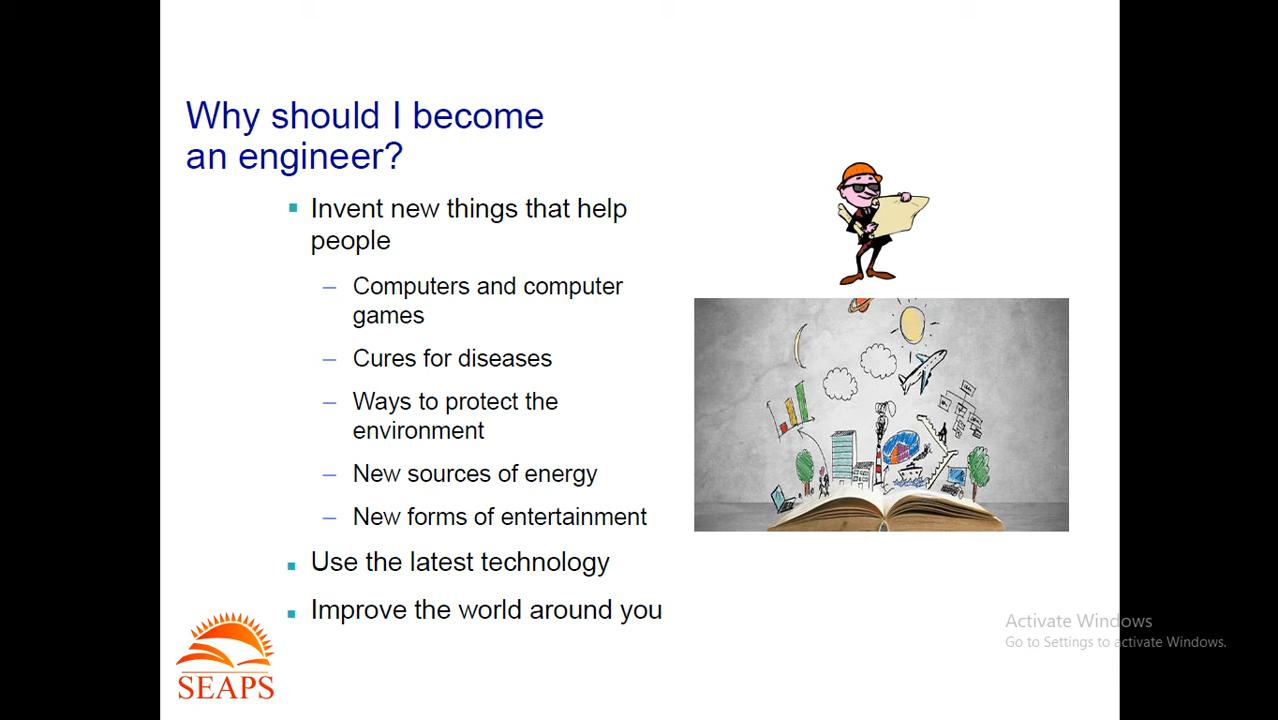 Why should I become
an engineer?
Invent new things that help
people
– Computers and computer
games
– Cures for diseases
– Ways to protect the
environment
– New sources of energy
– New forms of entertainment
Use the latest technology
Improve the world around you
SEAPS
Activate Windows
Go to Settings to activate Windows.